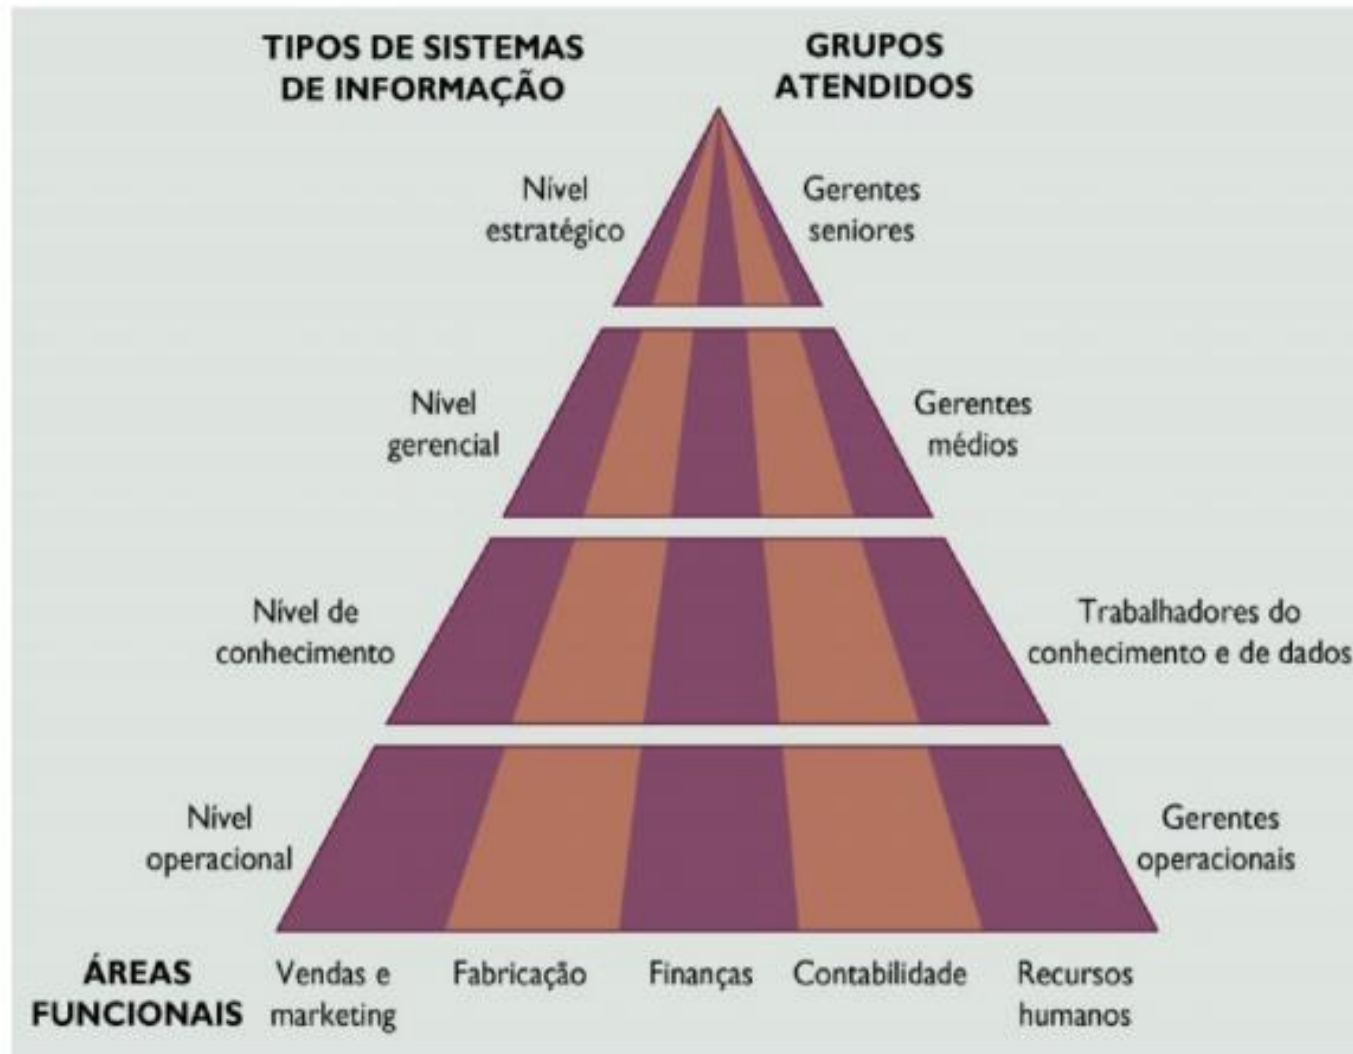 TIPOS DE SISTEMAS
DE INFORMAÇÃO
GRUPOS
ATENDIDOS
Nível
estratégico
Gerentes
seniores
Nível
gerencial
Gerentes
médios
Nível de
conhecimento
Trabalhadores do
conhecimento e de dados
Nível
operacional
Gerentes
operacionais
ÁREAS
FUNCIONAIS
Vendas e
marketing
Fabricação
Finanças
Contabilidade
Recursos
humanos